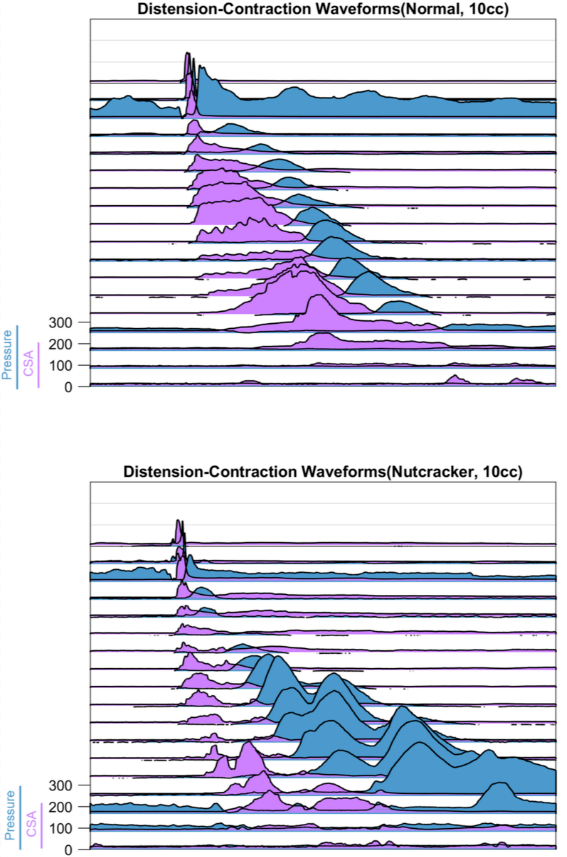 Distension-Contraction Waveforms(Normal, 10cc)
300
200
100
0
Pressure
CSA
Distension-Contraction Waveforms(Nutcracker, 10cc)
300
200
100
0
Pressure
CSA